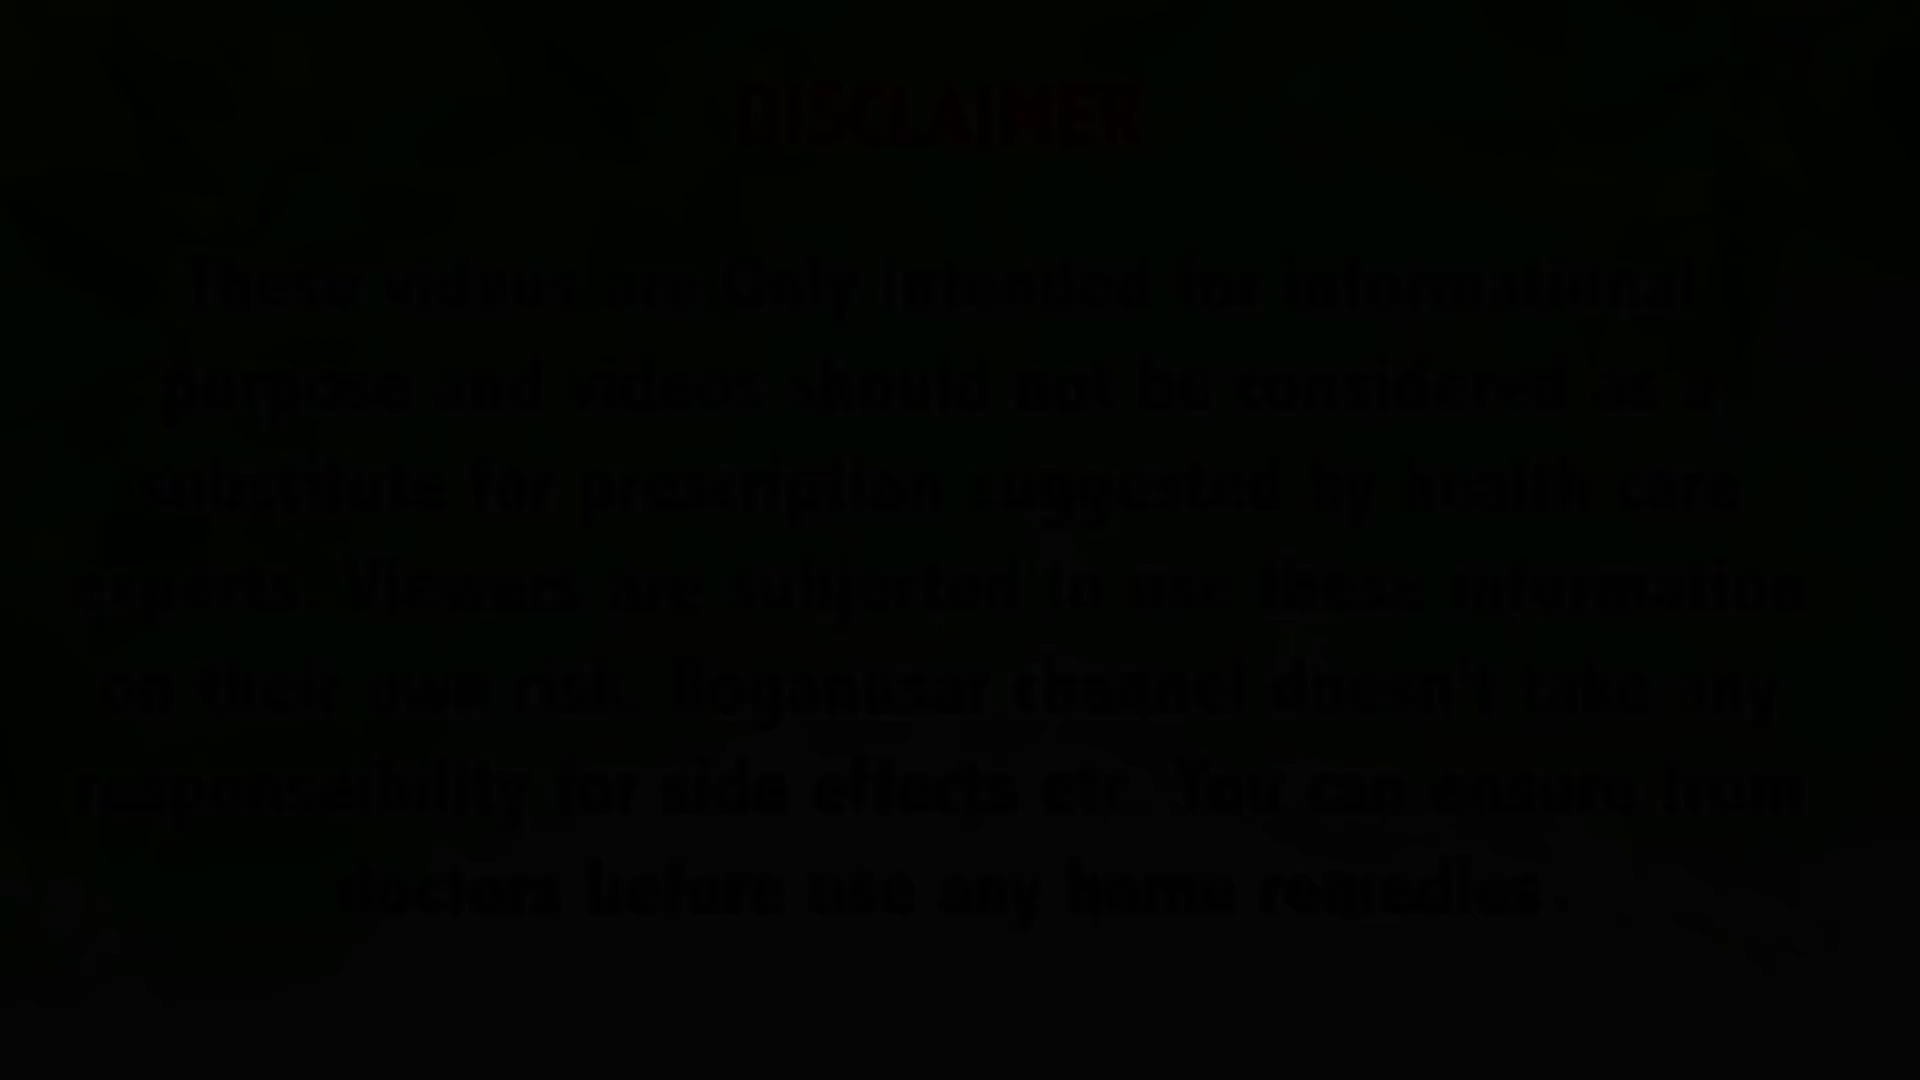 DISCLAIMER
These videos are Only intended for informational
purpose and videos should not be considered as a
substitute for prescription suggested by health care
experts. Viewers are subjected to use these information
on their own risk. channel doesn't take any
for side effects etc. You can ensure from
doctors before use any home remedies.